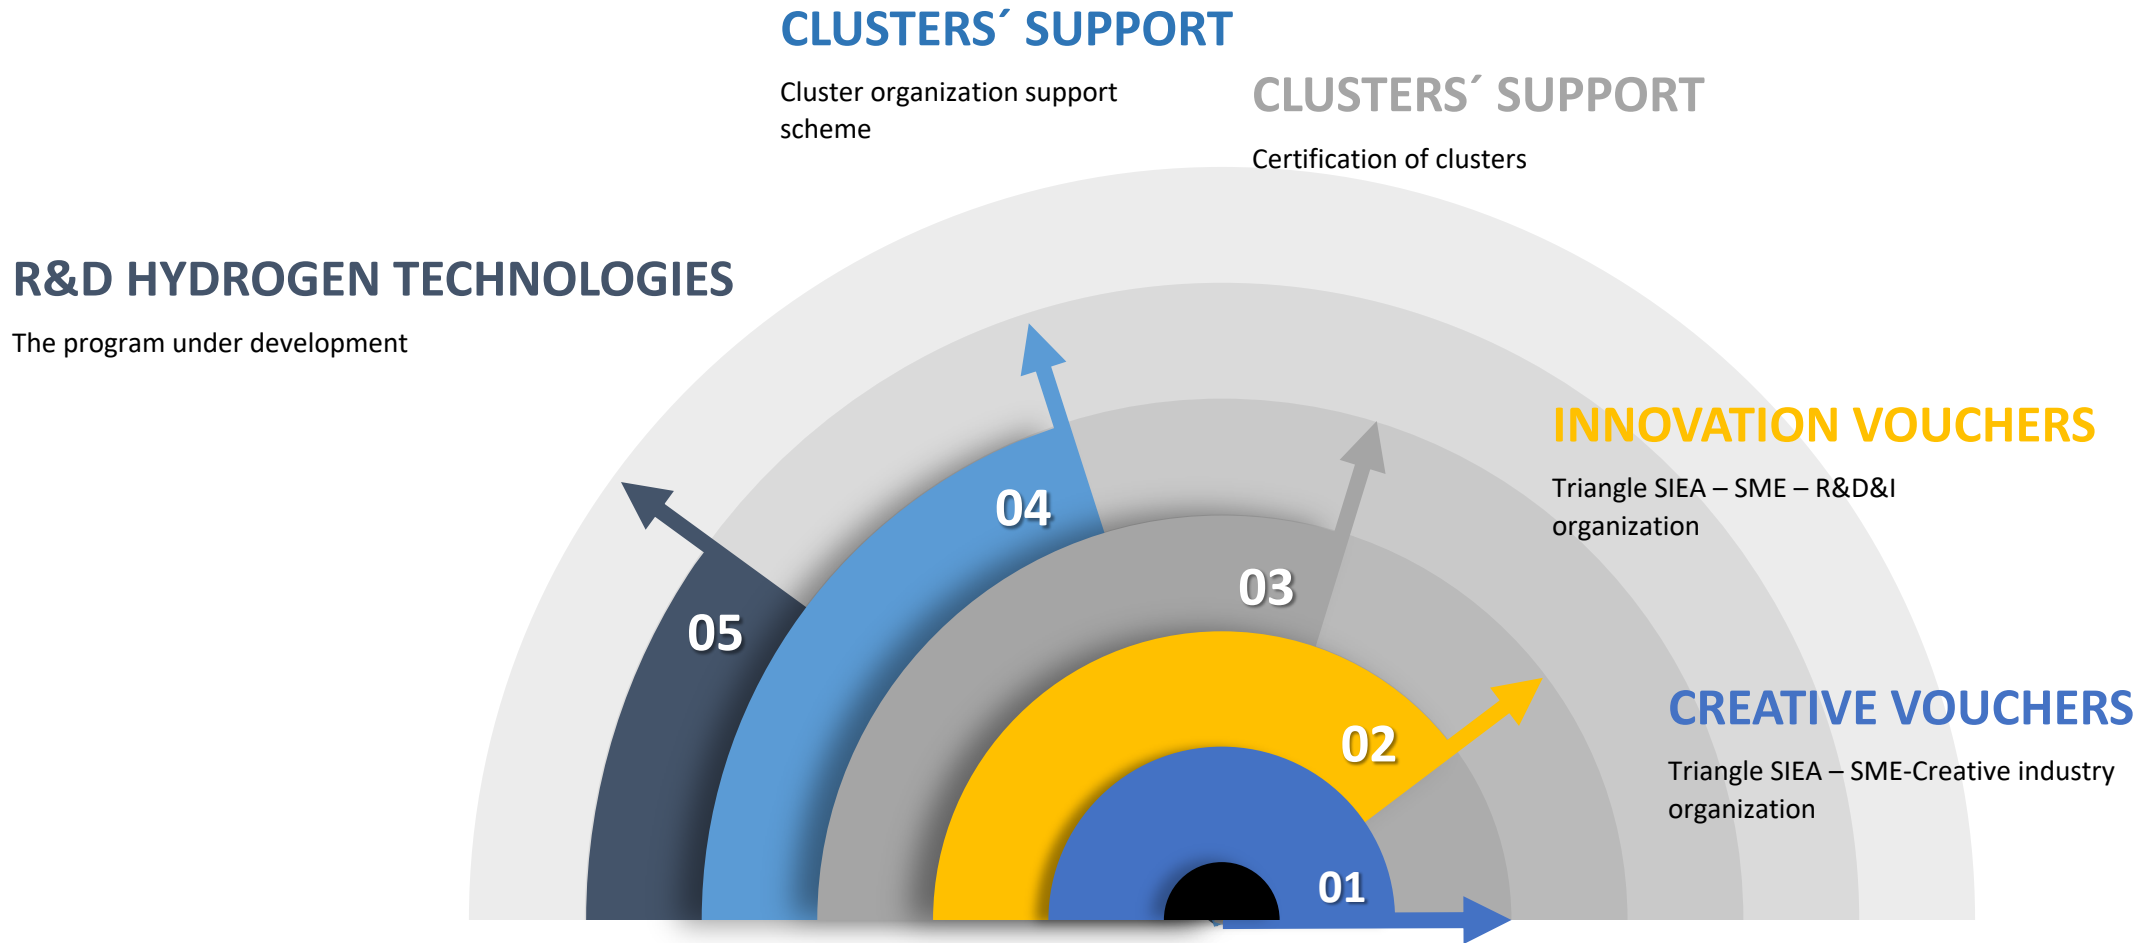 CLUSTERS´ SUPPORT
Cluster organization support
scheme
CLUSTERS´ SUPPORT
Certification of clusters
R&D HYDROGEN TECHNOLOGIES
The program under development
INNOVATION VOUCHERS
Triangle SIEA – SME – R&D&I
organization
CREATIVE VOUCHERS
Triangle SIEA – SME-Creative industry
organization
04
03
05
02
01